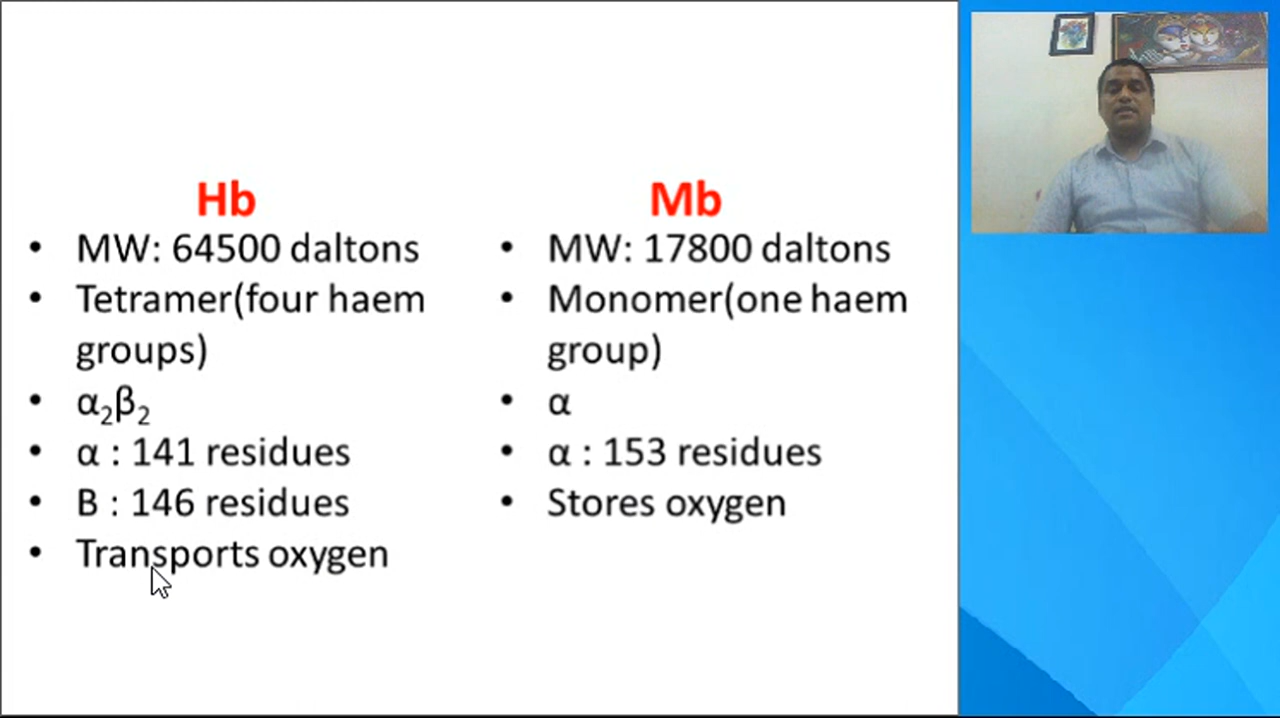 Hb
• MW: 64500 daltons
• Tetramer(four haem
groups)
• α₂β₂
• α : 141 residues
• B : 146 residues
• Transports oxygen
Mb
• MW: 17800 daltons
• Monomer(one haem
group)
• α
• α : 153 residues
• Stores oxygen